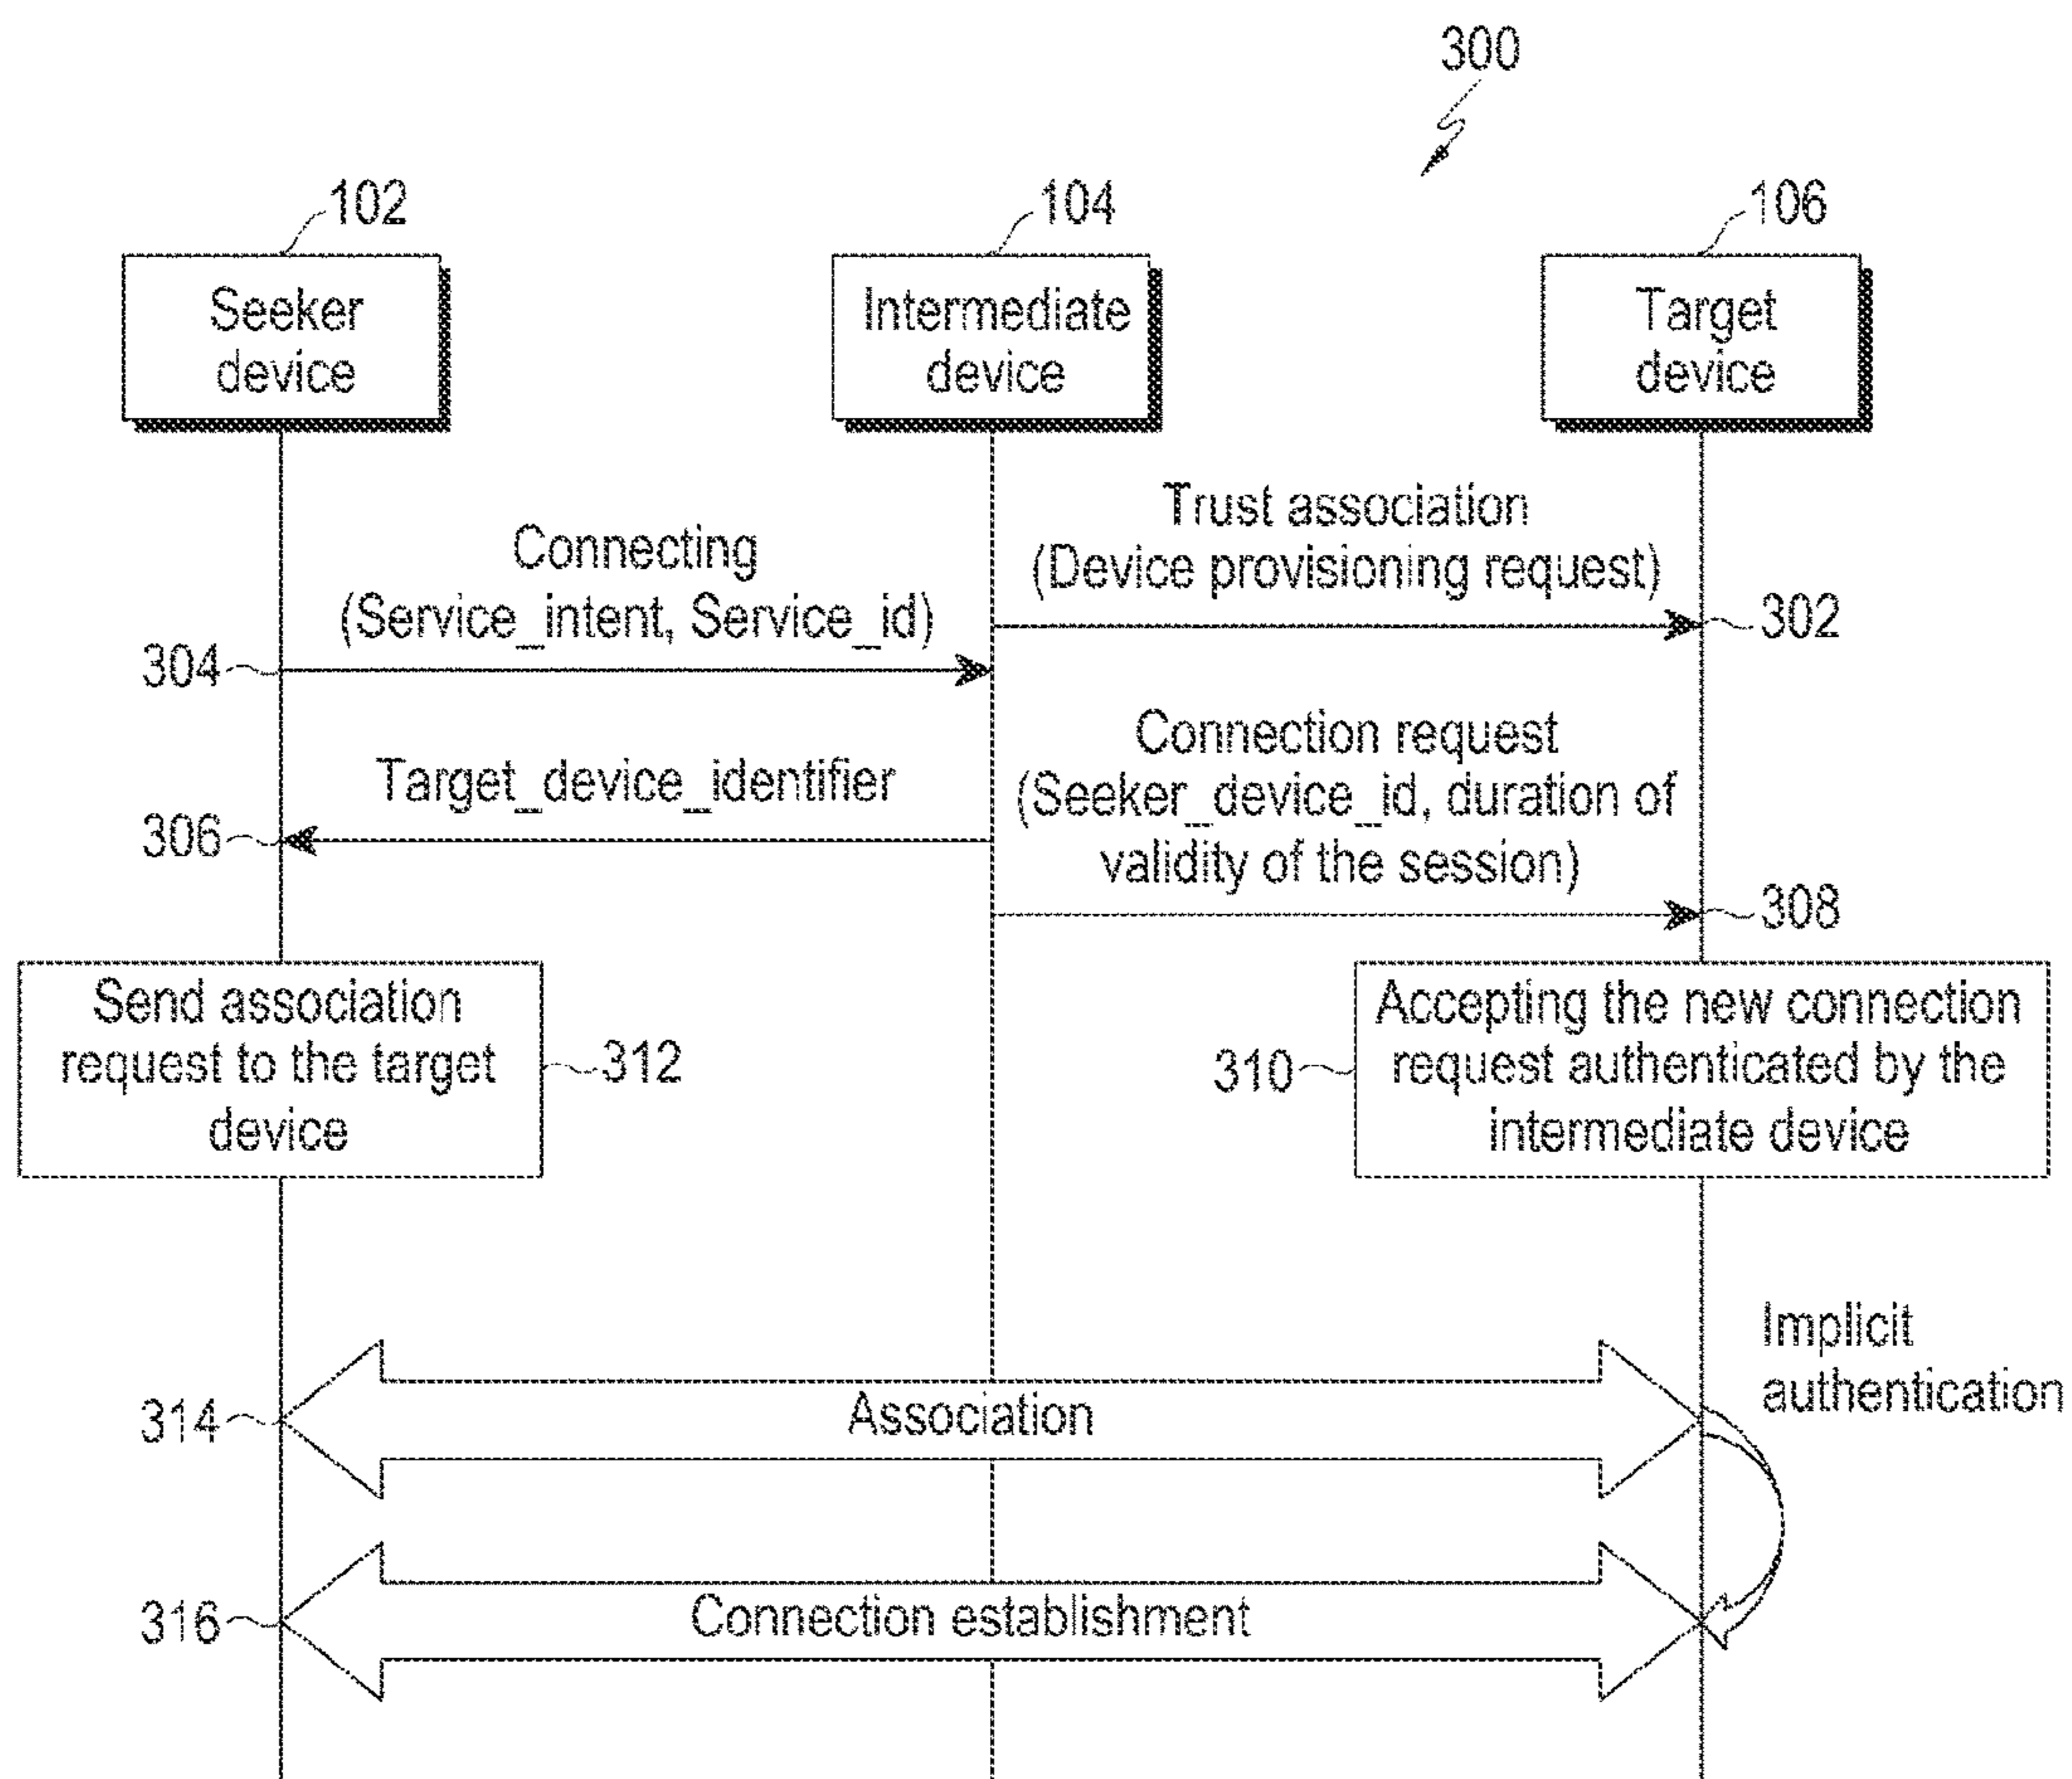 300
102
104
106
Seeker
device
Intermediate
device
Target
device
Trust association
(Device provisioning request)
302
Connecting
(Service_intent, Service_id)
304
Connection request
(Seeker_device_id, duration of
validity of the session)
308
Target_device_identifier
306
Send association
request to the target
device
312
310
Accepting the new connection
request authenticated by the
intermediate device
Implicit
authentication
314
Association
316
Connection establishment